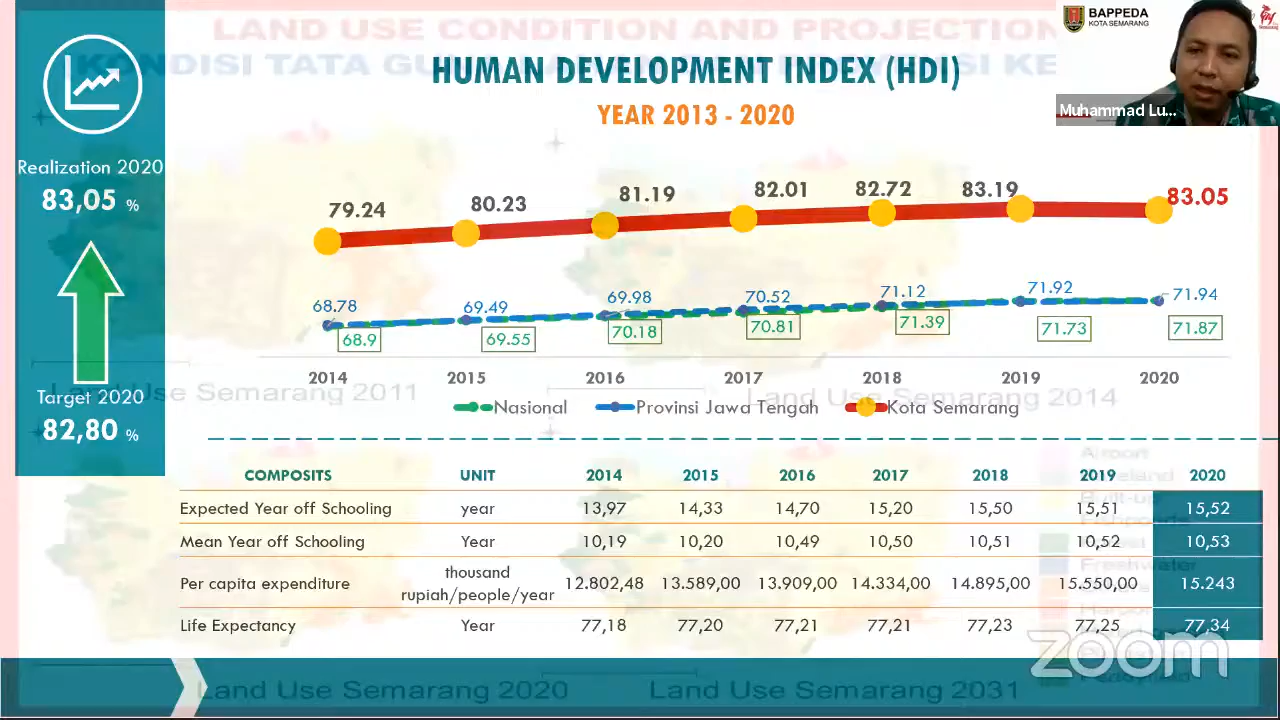 LAND USE CONDITION AND PROJECTION
HUMAN DEVELOPMENT INDEX (HDI)
YEAR 2013 - 2020
BAPPEDA
KOTA SEMARANG
Muhammad Lu...
Realization 2020
83,05 %
Target 2020
82,80 %
79.24 80.23 81.19 82.01 82.72 83.19 83.05
68.78 69.49 69.98 70.52 71.12 71.92 71.94
68.9 69.55 70.18 70.81 71.39 71.73 71.87
2014 2015 2016 2017 2018 2019 2020
Land Use Semarang 2011 Land Use Semarang 2014
Nasional Provinsi Jawa Tengah Kota Semarang
COMPOSITS UNIT 2014 2015 2016 2017 2018 2019 2020
Expected Year off Schooling year 13,97 14,33 14,70 15,20 15,50 15,51 15,52
Mean Year off Schooling Year 10,19 10,20 10,49 10,50 10,51 10,52 10,53
Per capita expenditure thousand rupiah/people/year 12.802,48 13.589,00 13.909,00 14.334,00 14.895,00 15.550,00 15.243
Life Expectancy Year 77,18 77,20 77,21 77,21 77,23 77,25 77,34
Airport
Freshwater
zoom
Land Use Semarang 2020 Land Use Semarang 2031